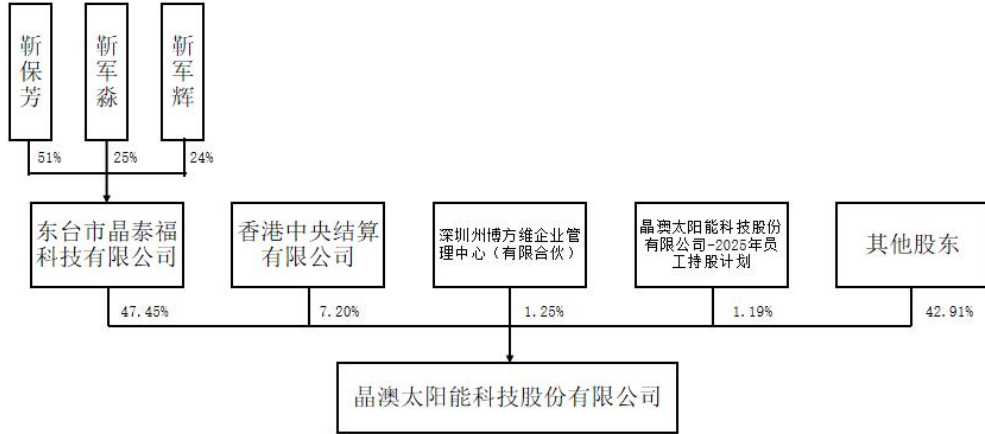 靳保芳
靳军淼
靳军辉
51%
25%
24%
东台市晶泰福
科技有限公司
香港中央结算
有限公司
深圳州博方维企业管
理中心（有限合伙）
晶澳太阳能科技股份
有限公司-2025年员
工持股计划
其他股东
47.45%
7.20%
1.25%
1.19%
42.91%
晶澳太阳能科技股份有限公司